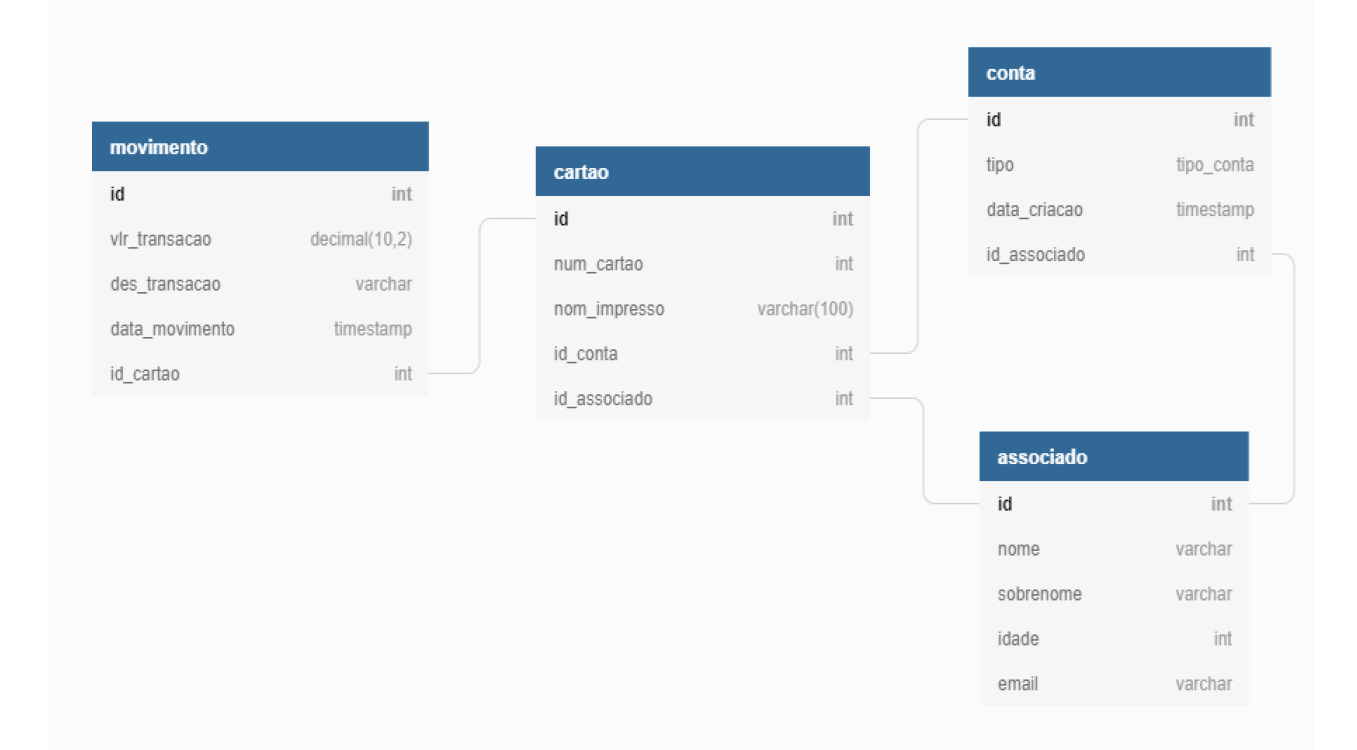 movimento
id int
vlr_transacao decimal(10,2)
des_transacao varchar
data_movimento timestamp
id_cartao int
cartao
id int
num_cartao int
nom_impresso varchar(100)
id_conta int
id_associado int
conta
id int
tipo tipo_conta
data_criacao timestamp
id_associado int
associado
id int
nome varchar
sobrenome varchar
idade int
email varchar